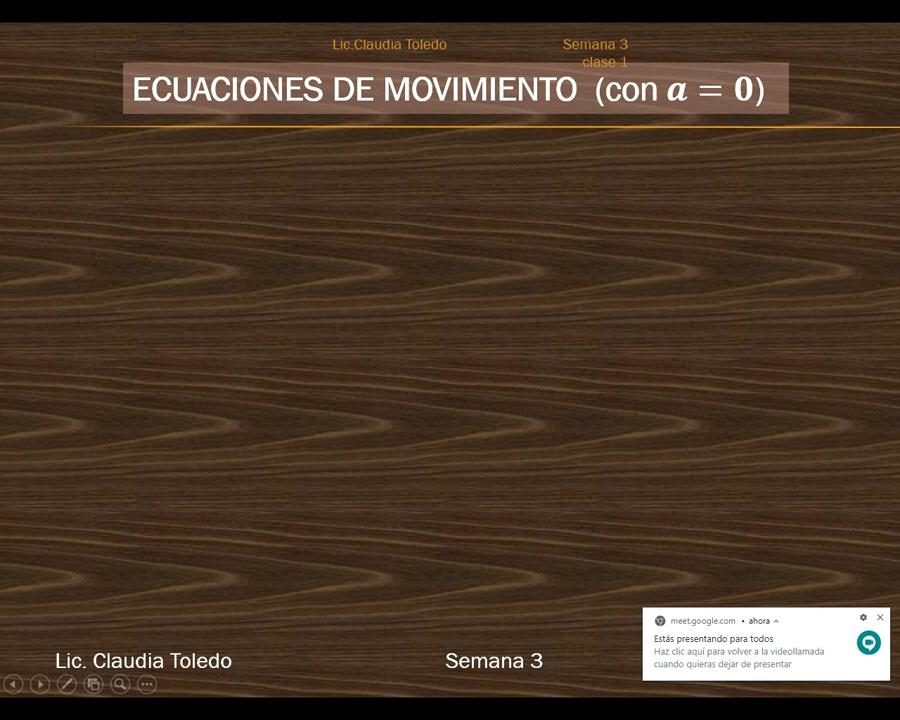 Lic.Claudia Toledo
Semana 3
clase 1
ECUACIONES DE MOVIMIENTO (con a = 0)
meet.google.com • ahora
Estás presentando para todos
Haz clic aquí para volver a la videollamada
cuando quieras dejar de presentar
Lic. Claudia Toledo
Semana 3